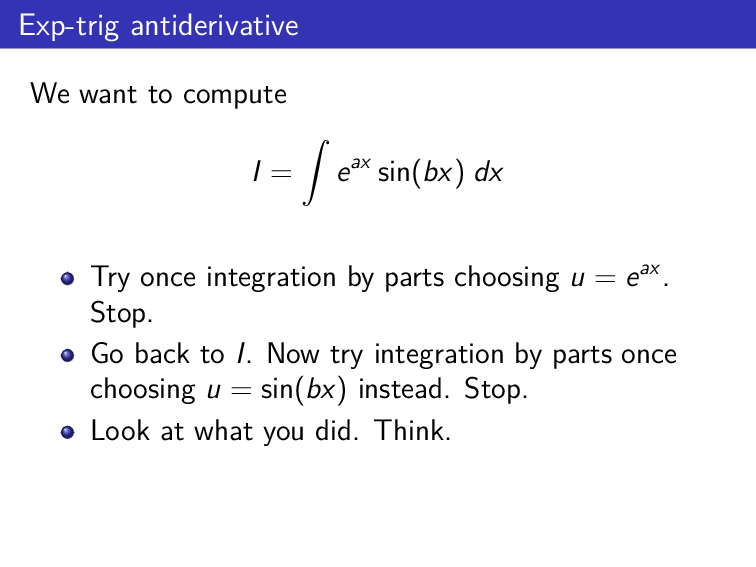 Exp-trig antiderivative
We want to compute
I = ∫ e^{ax} sin(bx) dx
Try once integration by parts choosing u = e^{ax}.
Stop.
Go back to I. Now try integration by parts once
choosing u = sin(bx) instead. Stop.
Look at what you did. Think.